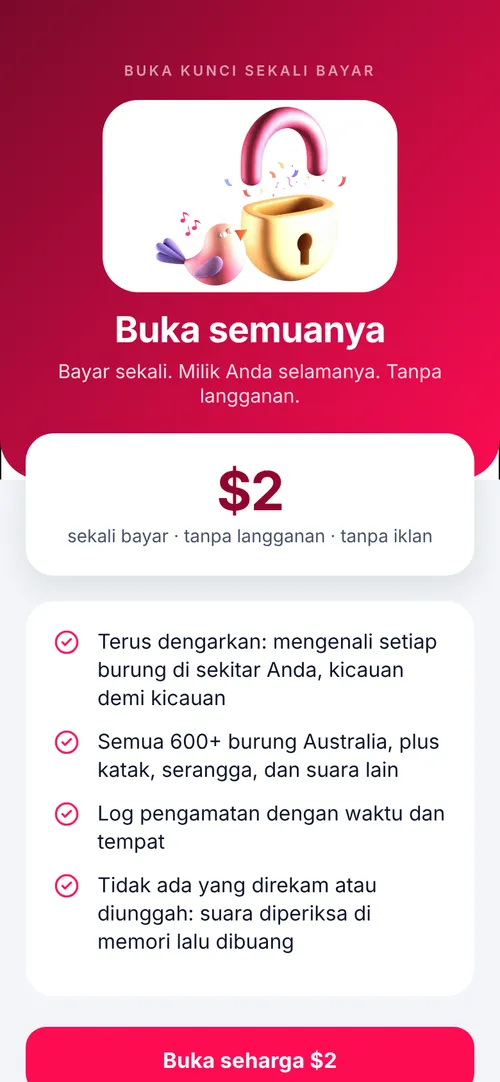 BUKA KUNCI SEKALI BAYAR
Buka semuanya
Bayar sekali. Milik Anda selamanya. Tanpa
langganan.
$2
sekali bayar · tanpa langganan · tanpa iklan
Terus dengarkan: mengenali setiap
burung di sekitar Anda, kicauan
demi kicauan
Semua 600+ burung Australia, plus
katak, serangga, dan suara lain
Log pengamatan dengan waktu dan
tempat
Tidak ada yang direkam atau
diunggah: suara diperiksa di
memori lalu dibuang
Buka seharga $2